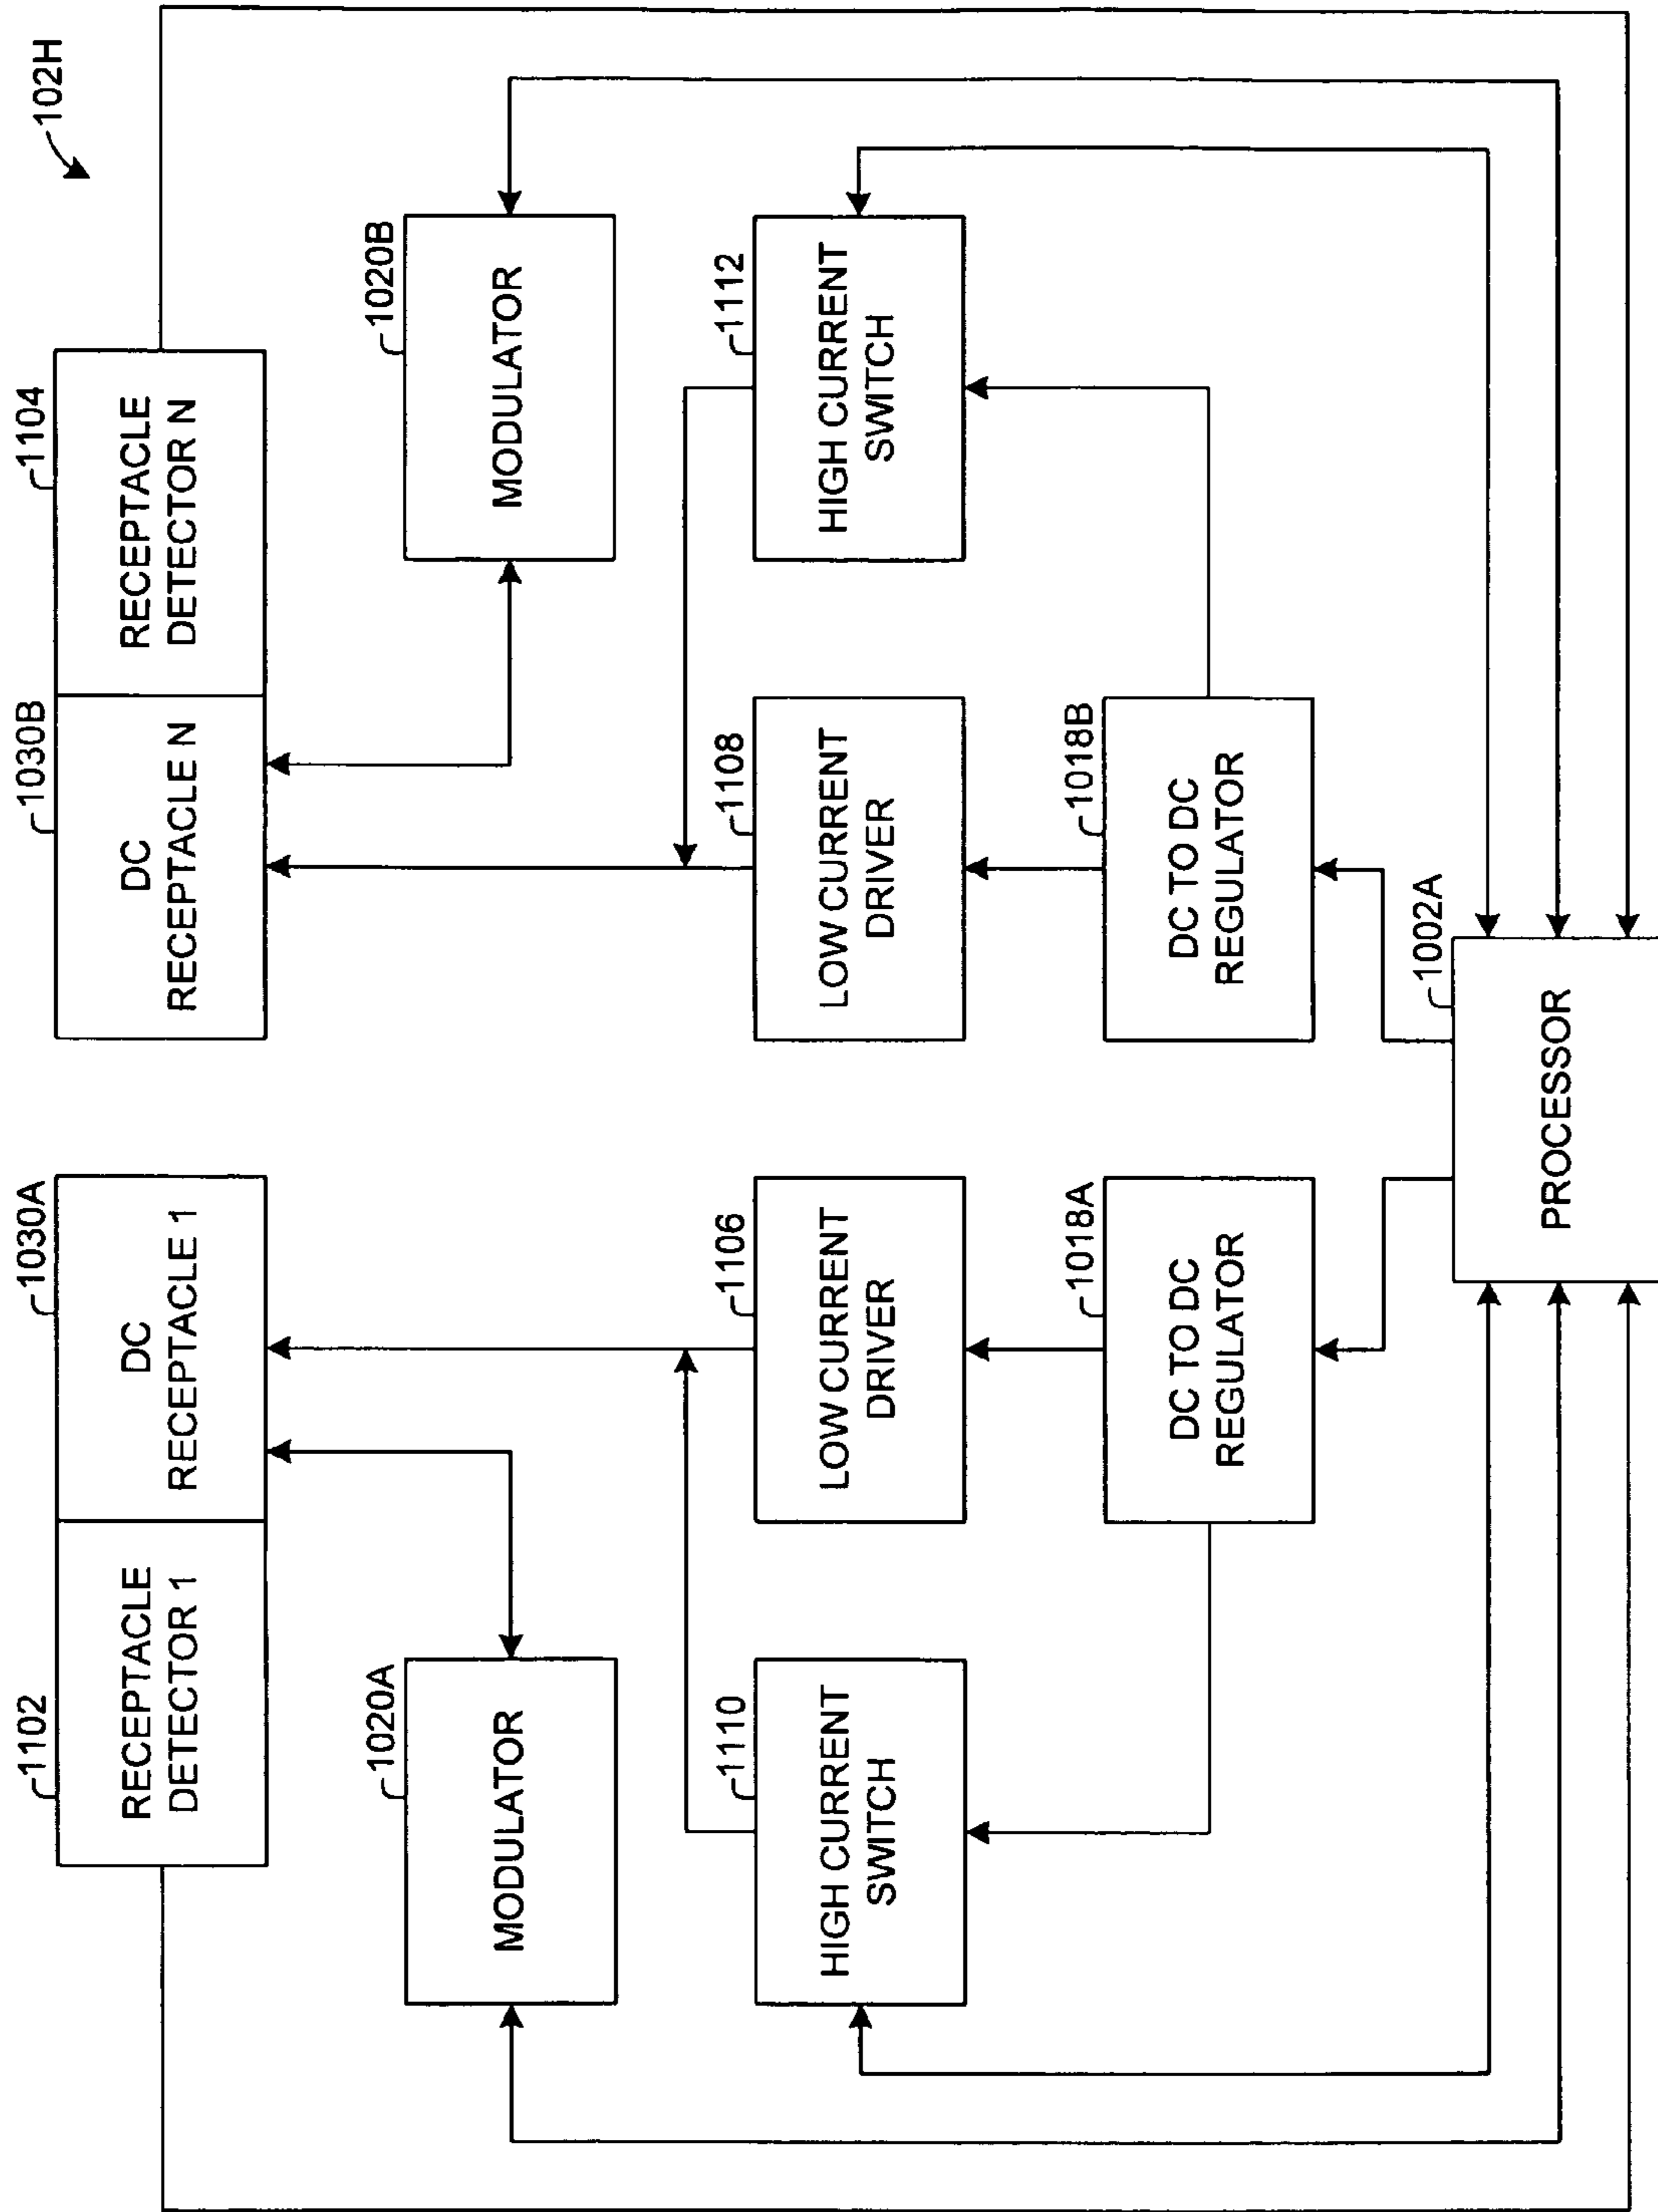 102H
1102
RECEPTACLE
DETECTOR 1
1030A
DC
RECEPTACLE 1
1030B
DC
RECEPTACLE N
1104
RECEPTACLE
DETECTOR N
1020A
MODULATOR
1020B
MODULATOR
1110
HIGH CURRENT
SWITCH
1106
LOW CURRENT
DRIVER
1108
LOW CURRENT
DRIVER
1112
HIGH CURRENT
SWITCH
1018A
DC TO DC
REGULATOR
1018B
DC TO DC
REGULATOR
1002A
PROCESSOR